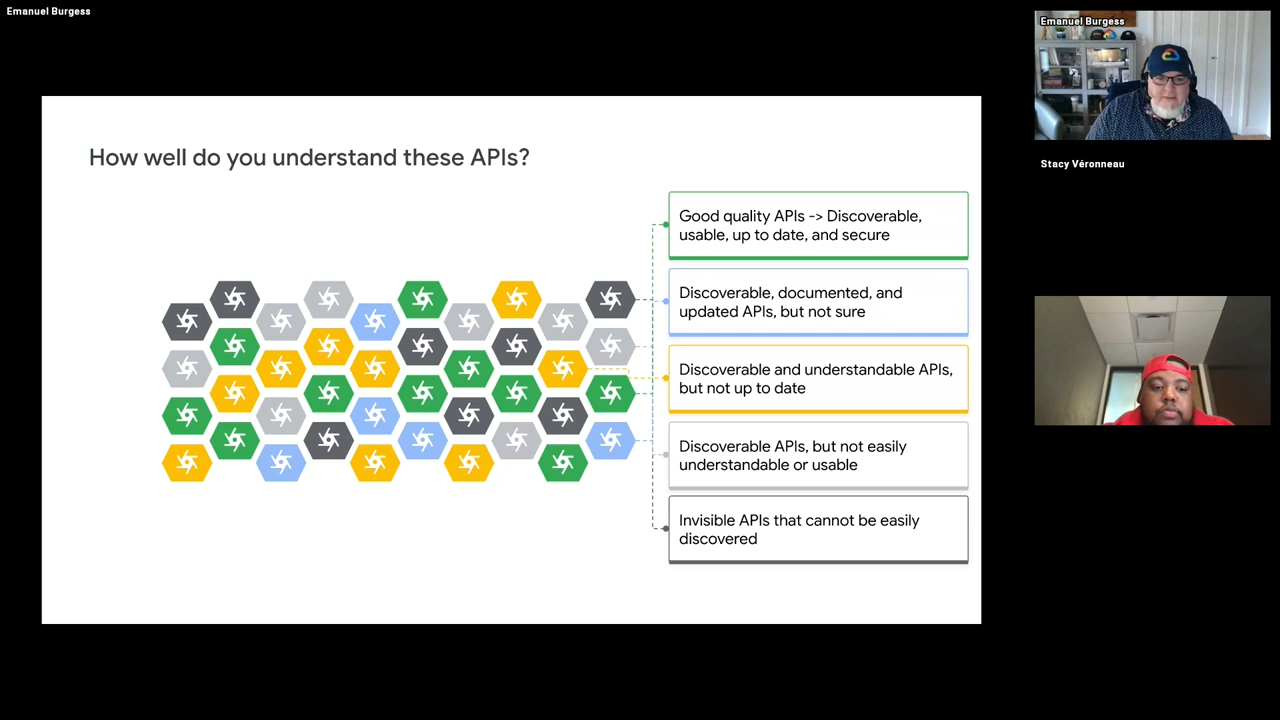 Emanuel Burgess
Emanuel Burgess
Stacy Véronneau
How well do you understand these APIs?
Good quality APIs -> Discoverable,
usable, up to date, and secure
Discoverable, documented, and
updated APIs, but not sure
Discoverable and understandable APIs,
but not up to date
Discoverable APIs, but not easily
understandable or usable
Invisible APIs that cannot be easily
discovered